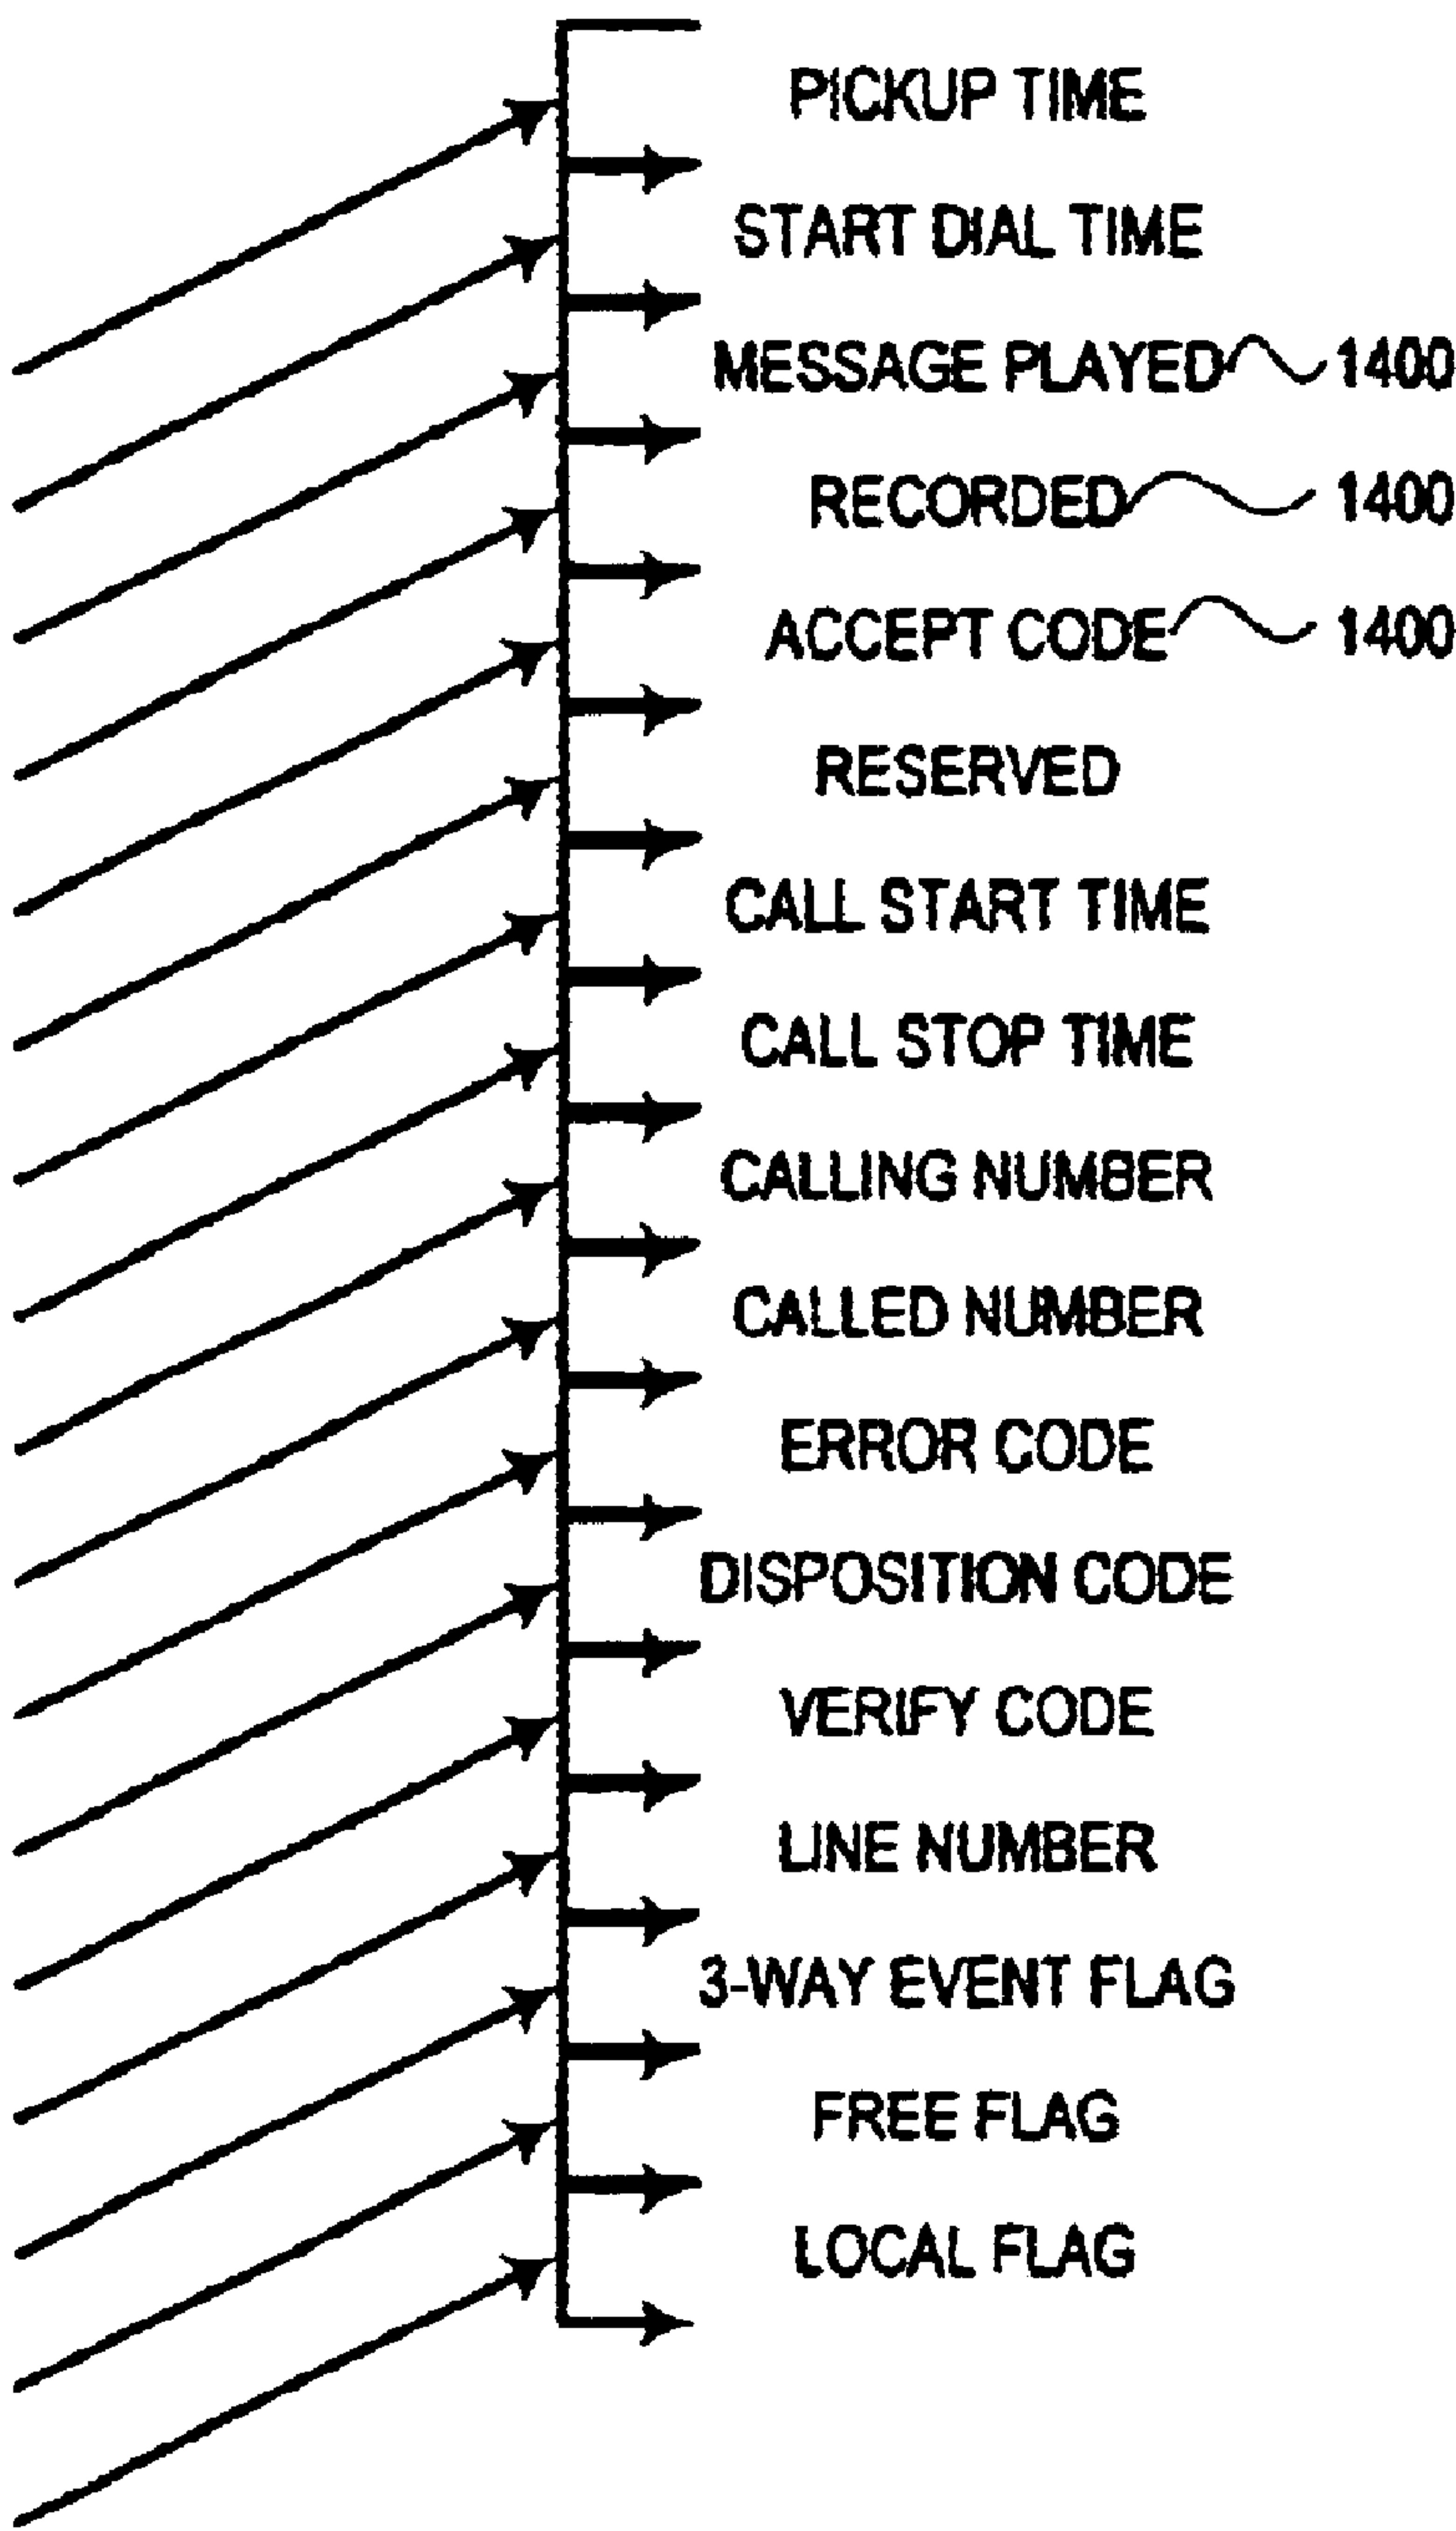 PICKUP TIME
START DIAL TIME
MESSAGE PLAYED 1400
RECORDED 1400
ACCEPT CODE 1400
RESERVED
CALL START TIME
CALL STOP TIME
CALLING NUMBER
CALLED NUMBER
ERROR CODE
DISPOSITION CODE
VERIFY CODE
LINE NUMBER
3-WAY EVENT FLAG
FREE FLAG
LOCAL FLAG